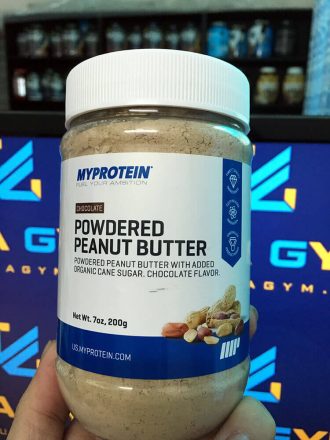 MYPROTEIN
FUEL YOUR AMBITION
CHOCOLATE
POWDERED
PEANUT BUTTER
POWDERED PEANUT BUTTER WITH ADDED
ORGANIC CANE SUGAR. CHOCOLATE FLAVOR.
Net Wt. 7oz, 200g
US.MYPROTEIN.COM
A GY
AGYM.